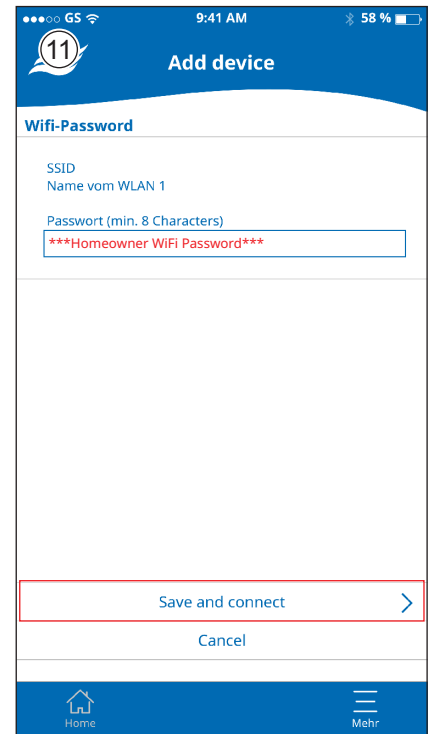 GS 9:41 AM 58 %
11
Add device
Wifi-Password
SSID
Name vom WLAN 1
Passwort (min. 8 Characters)
***Homeowner WiFi Password***
Save and connect
Cancel
Home Mehr